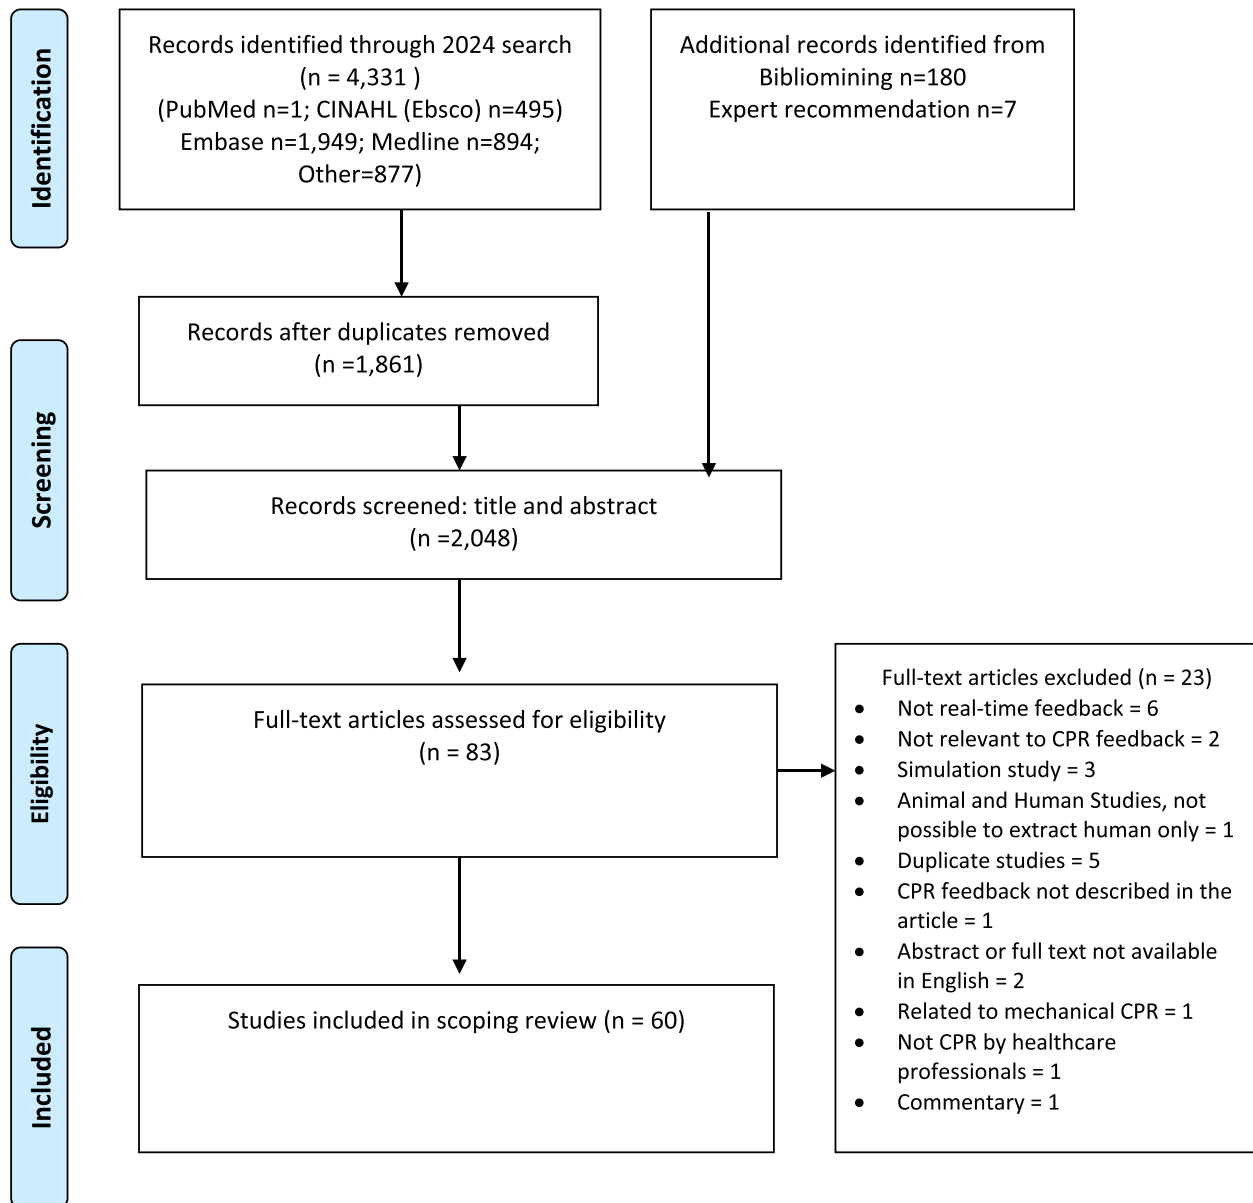 Identification
Records identified through 2024 search
(n = 4,331 )
(PubMed n=1; CINAHL (Ebsco) n=495)
Embase n=1,949; Medline n=894;
Other=877)
Additional records identified from
Bibliomining n=180
Expert recommendation n=7
Screening
Records after duplicates removed
(n =1,861)
Records screened: title and abstract
(n =2,048)
Eligibility
Full-text articles assessed for eligibility
(n = 83)
Full-text articles excluded (n = 23)
• Not real-time feedback = 6
• Not relevant to CPR feedback = 2
• Simulation study = 3
• Animal and Human Studies, not
possible to extract human only = 1
• Duplicate studies = 5
• CPR feedback not described in the
article = 1
• Abstract or full text not available
in English = 2
• Related to mechanical CPR = 1
• Not CPR by healthcare
professionals = 1
• Commentary = 1
Included
Studies included in scoping review (n = 60)